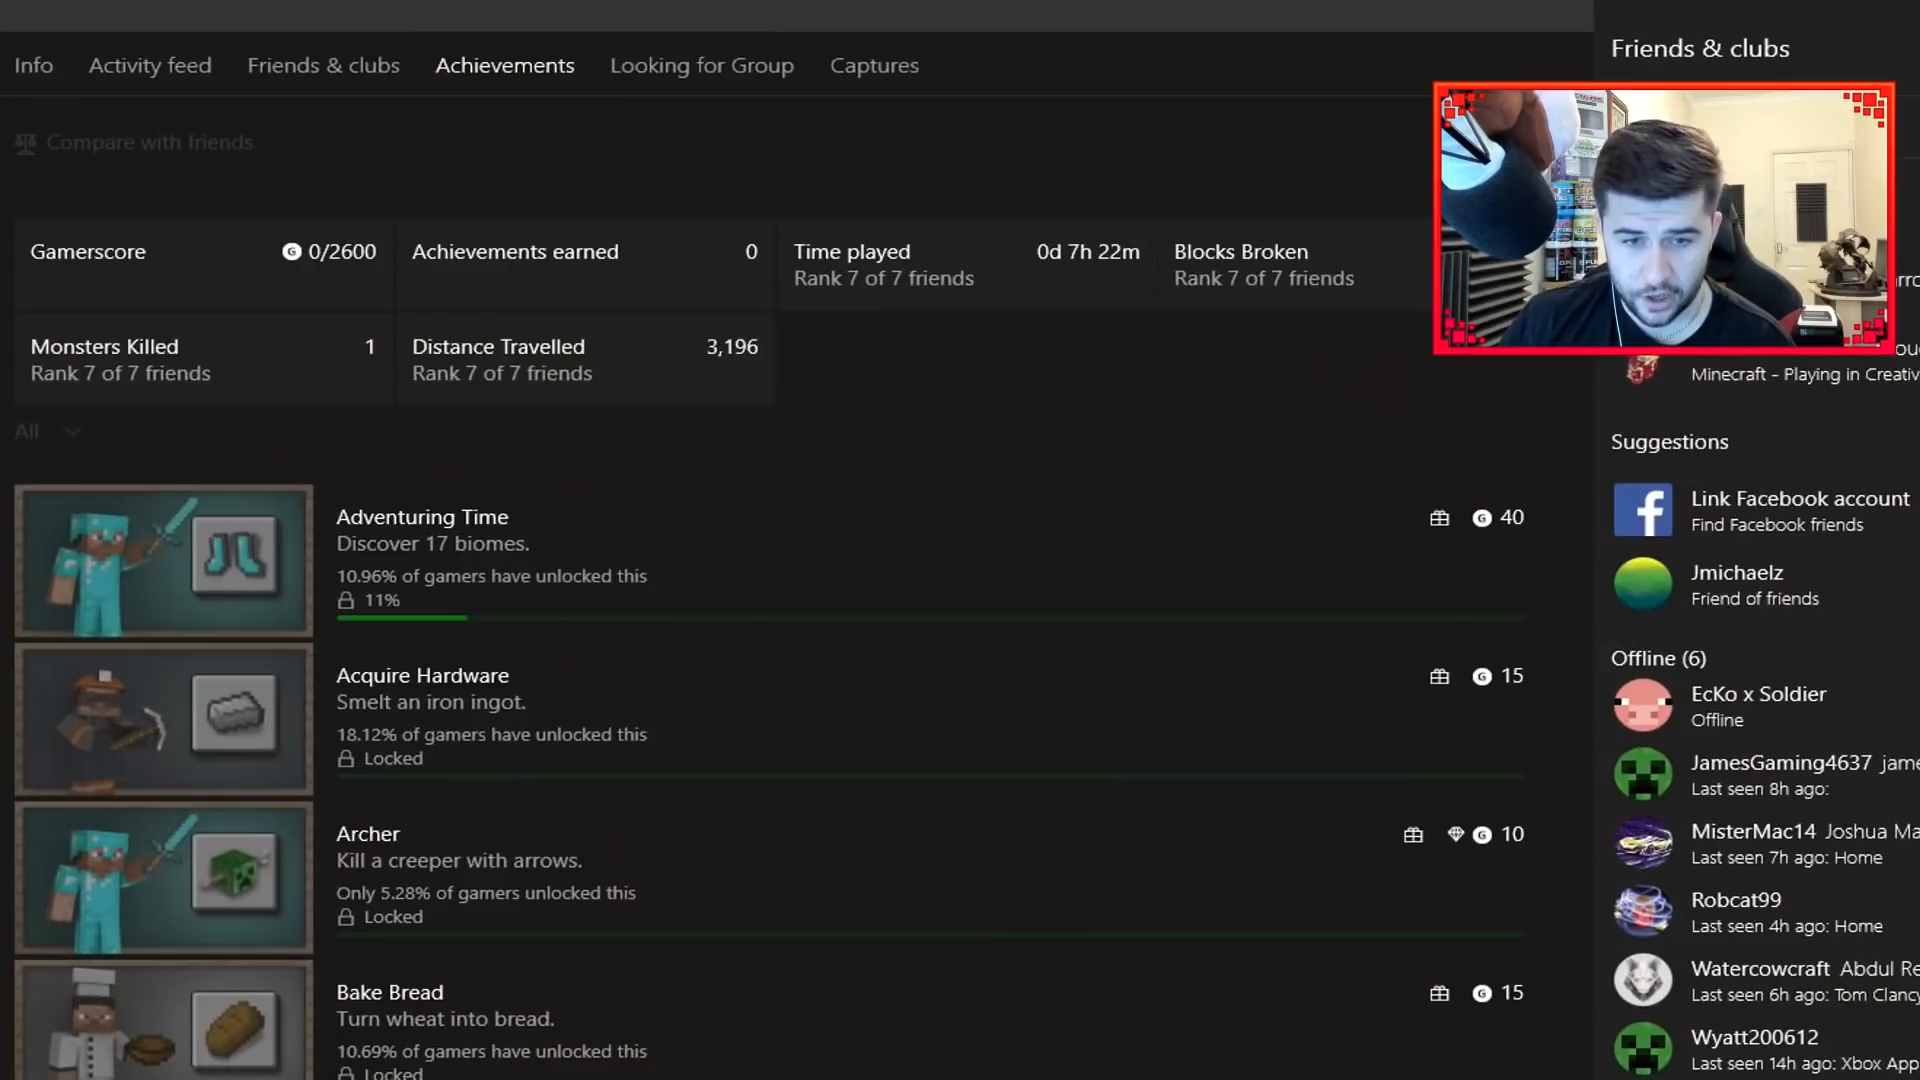 Info
Activity feed
Friends & clubs
Achievements
Looking for Group
Captures
Compare with friends
Gamerscore
G 0/2600
Achievements earned
0
Time played
0d 7h 22m
Rank 7 of 7 friends
Blocks Broken
Rank 7 of 7 friends
Monsters Killed
1
Rank 7 of 7 friends
Distance Travelled
3,196
Rank 7 of 7 friends
All
Adventuring Time
G 40
Discover 17 biomes.
10.96% of gamers have unlocked this
11%
Acquire Hardware
G 15
Smelt an iron ingot.
18.12% of gamers have unlocked this
Locked
Archer
G 10
Kill a creeper with arrows.
Only 5.28% of gamers unlocked this
Locked
Bake Bread
G 15
Turn wheat into bread.
10.69% of gamers have unlocked this
Locked
Friends & clubs
Minecraft - Playing in Creativ
Suggestions
Link Facebook account
Find Facebook friends
Jmichaelz
Friend of friends
Offline (6)
EcKo x Soldier
Offline
JamesGaming4637 jame
Last seen 8h ago:
MisterMac14 Joshua Ma
Last seen 7h ago: Home
Robcat99
Last seen 4h ago: Home
Watercowcraft Abdul Re
Last seen 6h ago: Tom Clancy
Wyatt200612
Last seen 14h ago: Xbox App